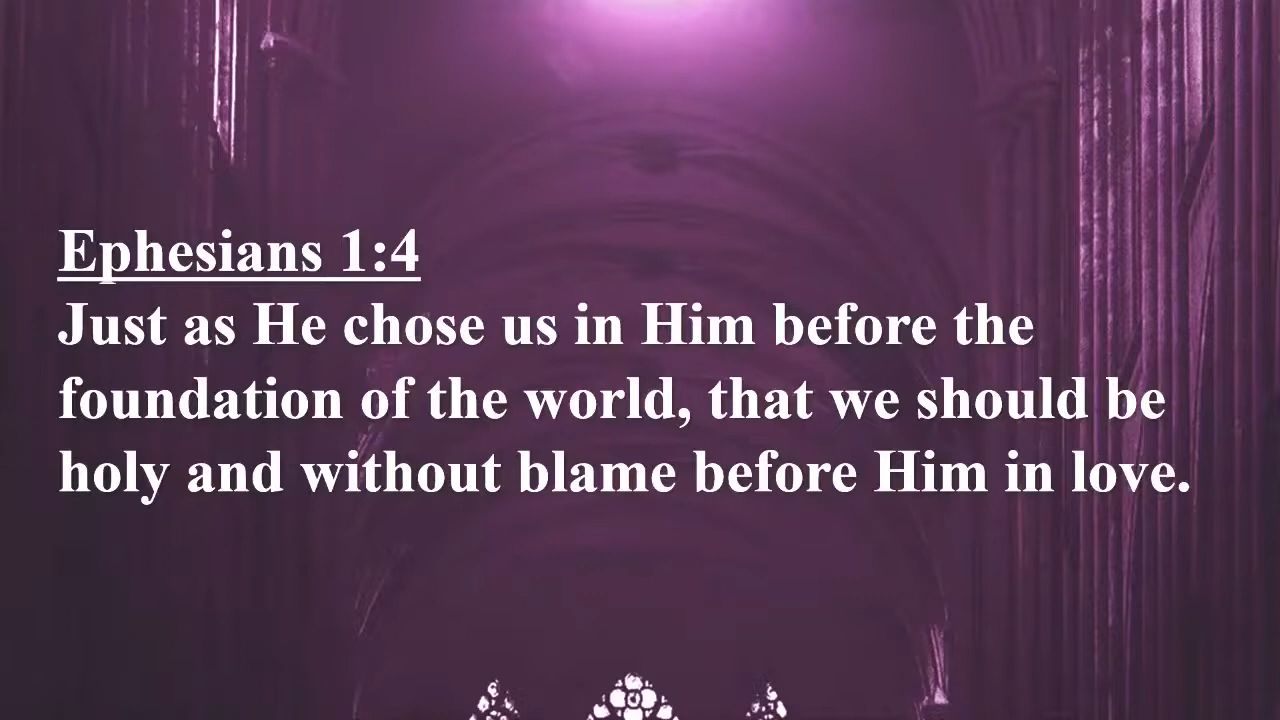 Ephesians 1:4
Just as He chose us in Him before the
foundation of the world, that we should be
holy and without blame before Him in love.